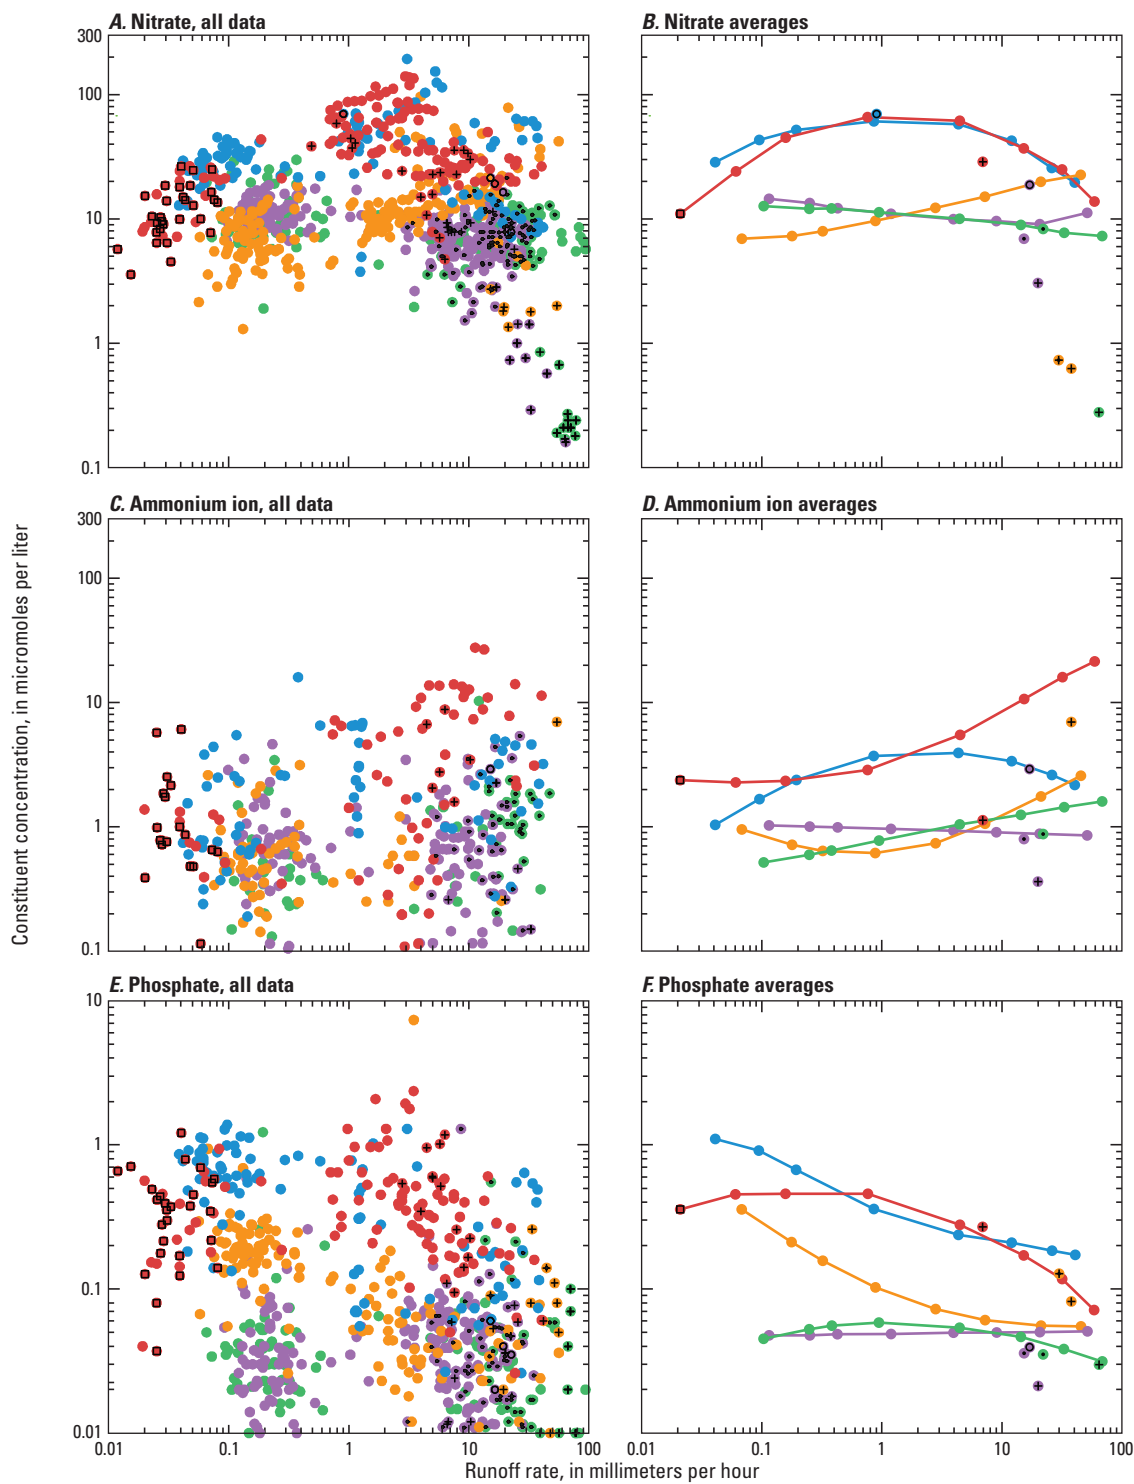 A. Nitrate, all data
B. Nitrate averages
300
100
10
1
0.1
C. Ammonium ion, all data
D. Ammonium ion averages
300
100
10
1
0.1
Constituent concentration, in micromoles per liter
E. Phosphate, all data
F. Phosphate averages
10
1
0.1
0.01
0.01 0.1 1 10 100
0.01 0.1 1 10 100
Runoff rate, in millimeters per hour